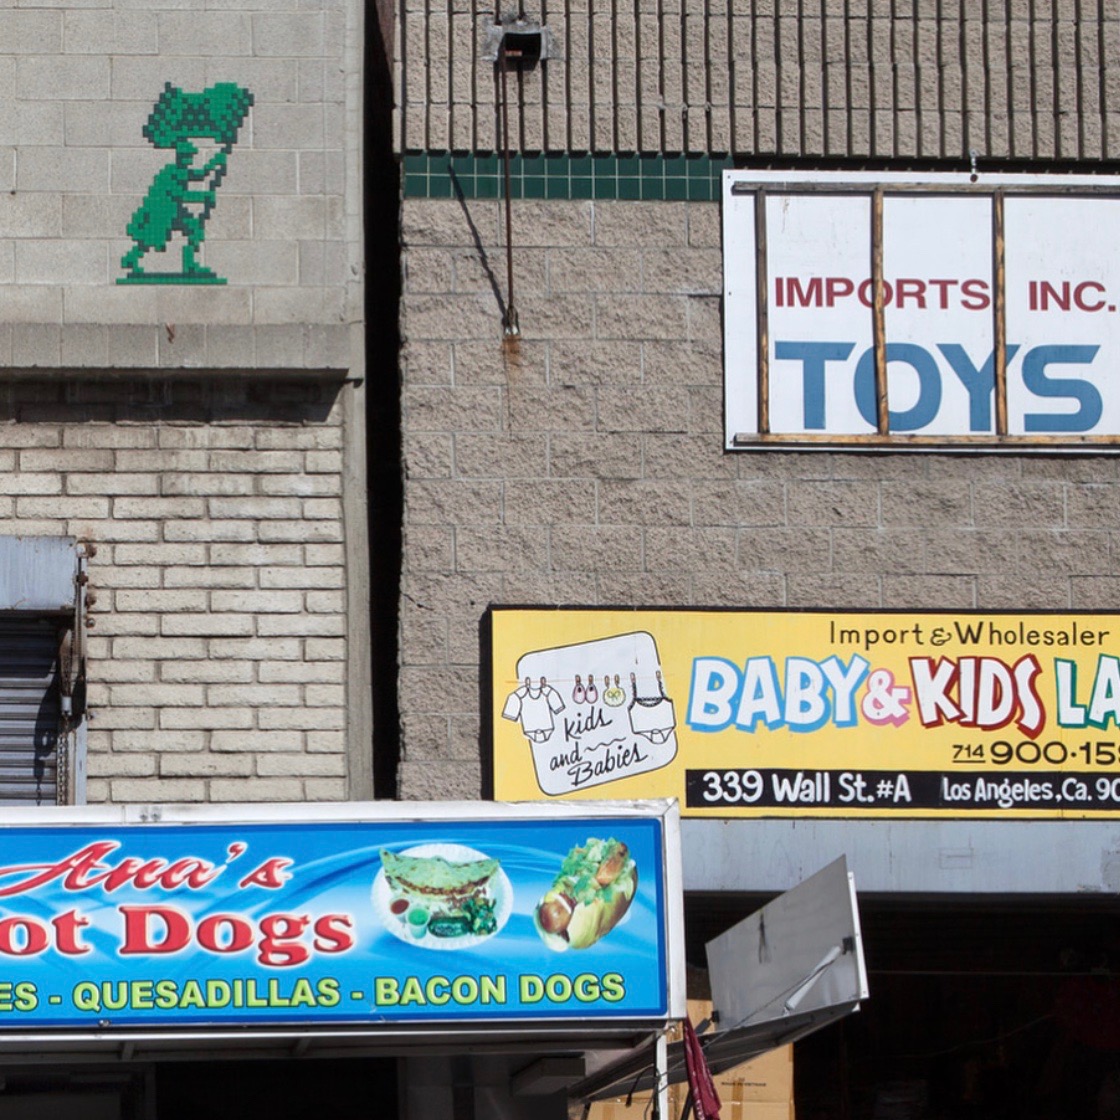 IMPORTS INC.
TOYS
Import & Wholesaler
BABY & KIDS LA
kids
and
Babies
714 900·15
339 Wall St. #A Los Angeles, Ca. 90
Ana's
ot Dogs
ES - QUESADILLAS - BACON DOGS